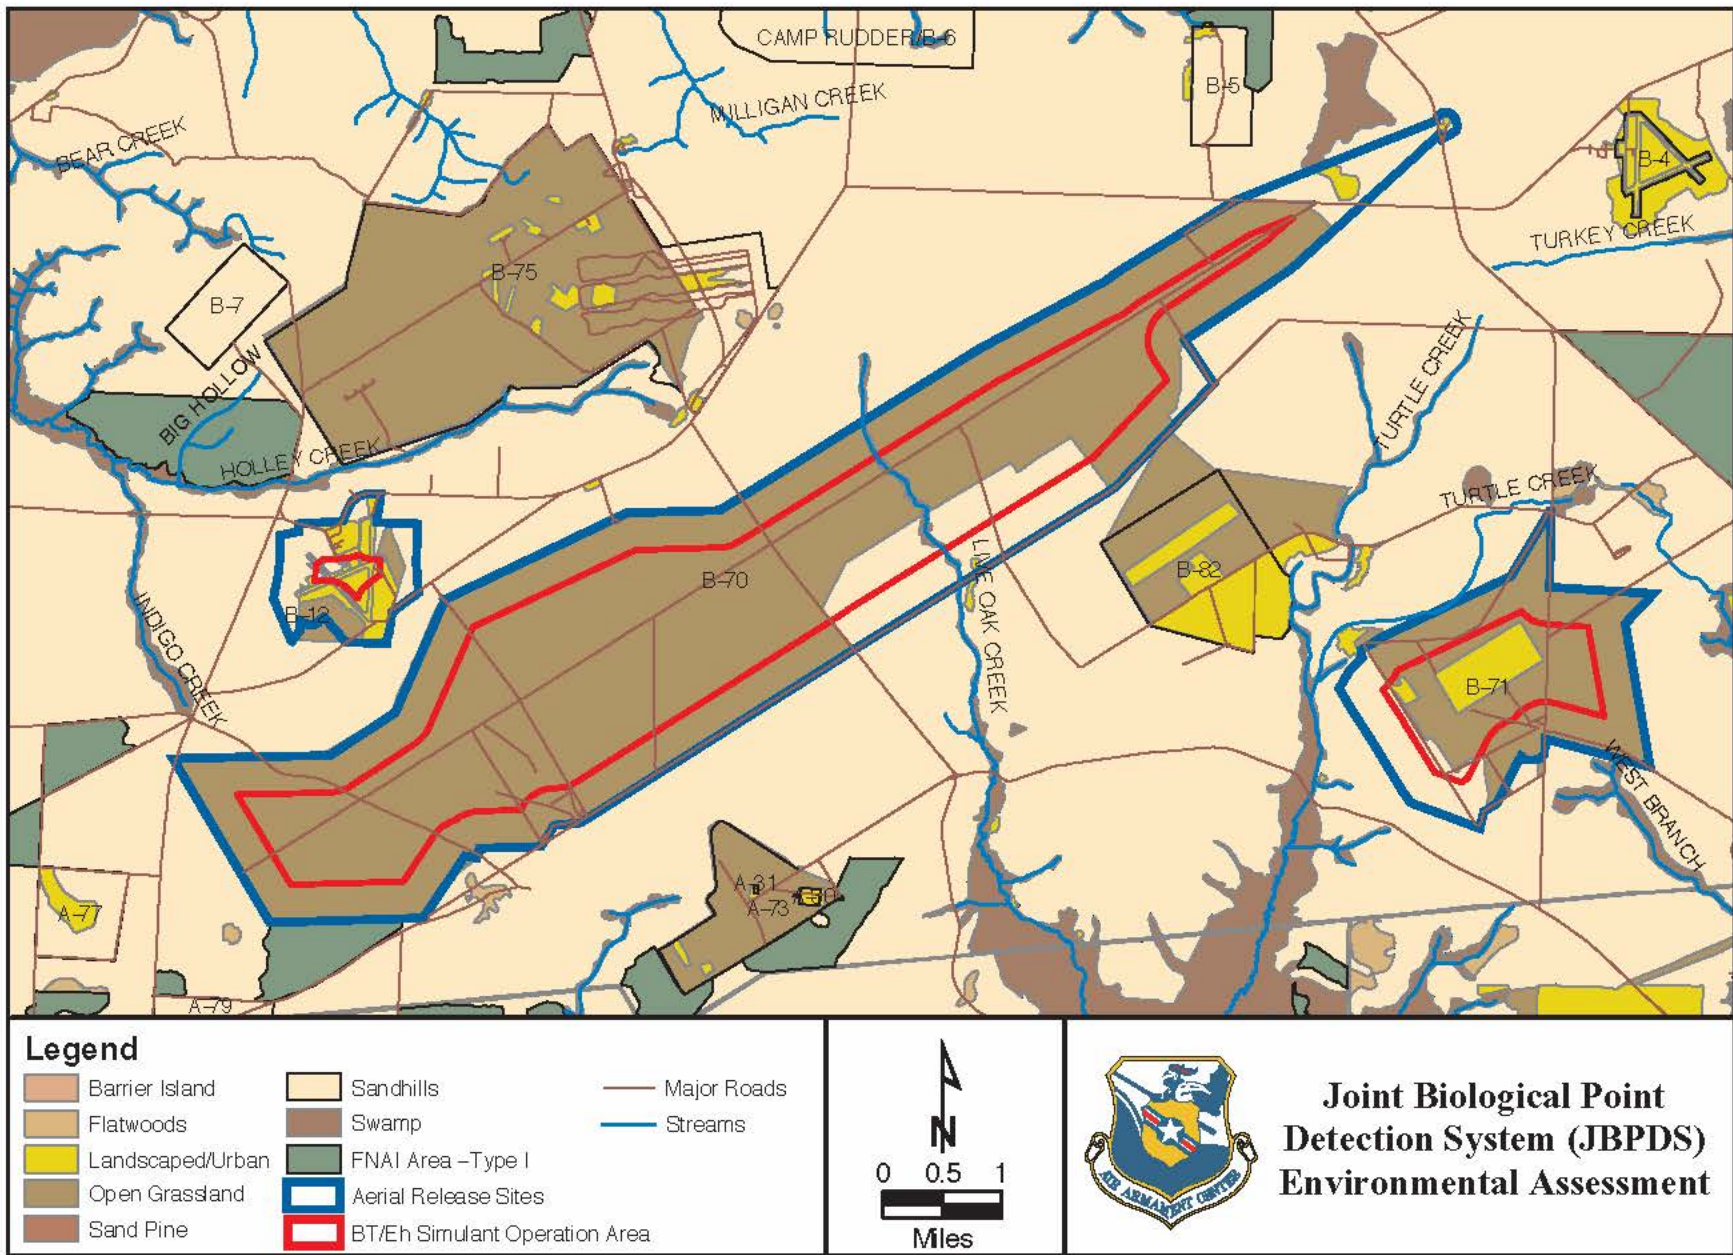 CAMP RUDDER/B-6
B-5
MILLIGAN CREEK
BEAR CREEK
B-4
TURKEY CREEK
B-75
B-7
BIG HOLLOW
HOLLEY CREEK
TURTLE CREEK
TURTLE CREEK
B-70
B-82
B-12
LIVE OAK CREEK
INDIGO CREEK
B-71
WEST BRANCH
A-31
A-73
A-77
A-79
Legend
Barrier Island
Flatwoods
Landscaped/Urban
Open Grassland
Sand Pine
Sandhills
Swamp
FNAI Area –Type I
Aerial Release Sites
BT/Eh Simulant Operation Area
Major Roads
Streams
N
0 0.5 1
Miles
AIR ARMAMENT CENTER
Joint Biological Point
Detection System (JBPDS)
Environmental Assessment